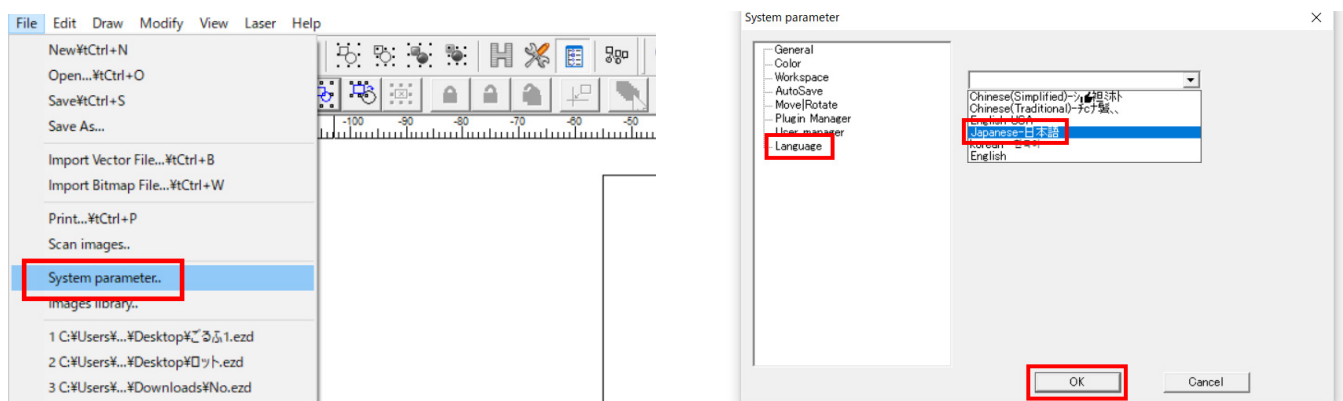 File Edit Draw Modify View Laser Help
New¥tCtrl+N
Open...¥tCtrl+O
Save¥tCtrl+S
Save As...
Import Vector File...¥tCtrl+B
Import Bitmap File...¥tCtrl+W
Print...¥tCtrl+P
Scan images..
System parameter..
Images library..
1 C:¥Users¥...¥Desktop¥ごるふ1.ezd
2 C:¥Users¥...¥Desktop¥ロット.ezd
3 C:¥Users¥...¥Downloads¥No.ezd
-100 -90 -80 -70 -60 -50
System parameter
General
Color
Workspace
AutoSave
Move|Rotate
Plugin Manager
User manager
Language
Chinese(Simplified)-
Chinese(Traditional)-
English-USA
Japanese-日本語
Korean-
English
OK Cancel